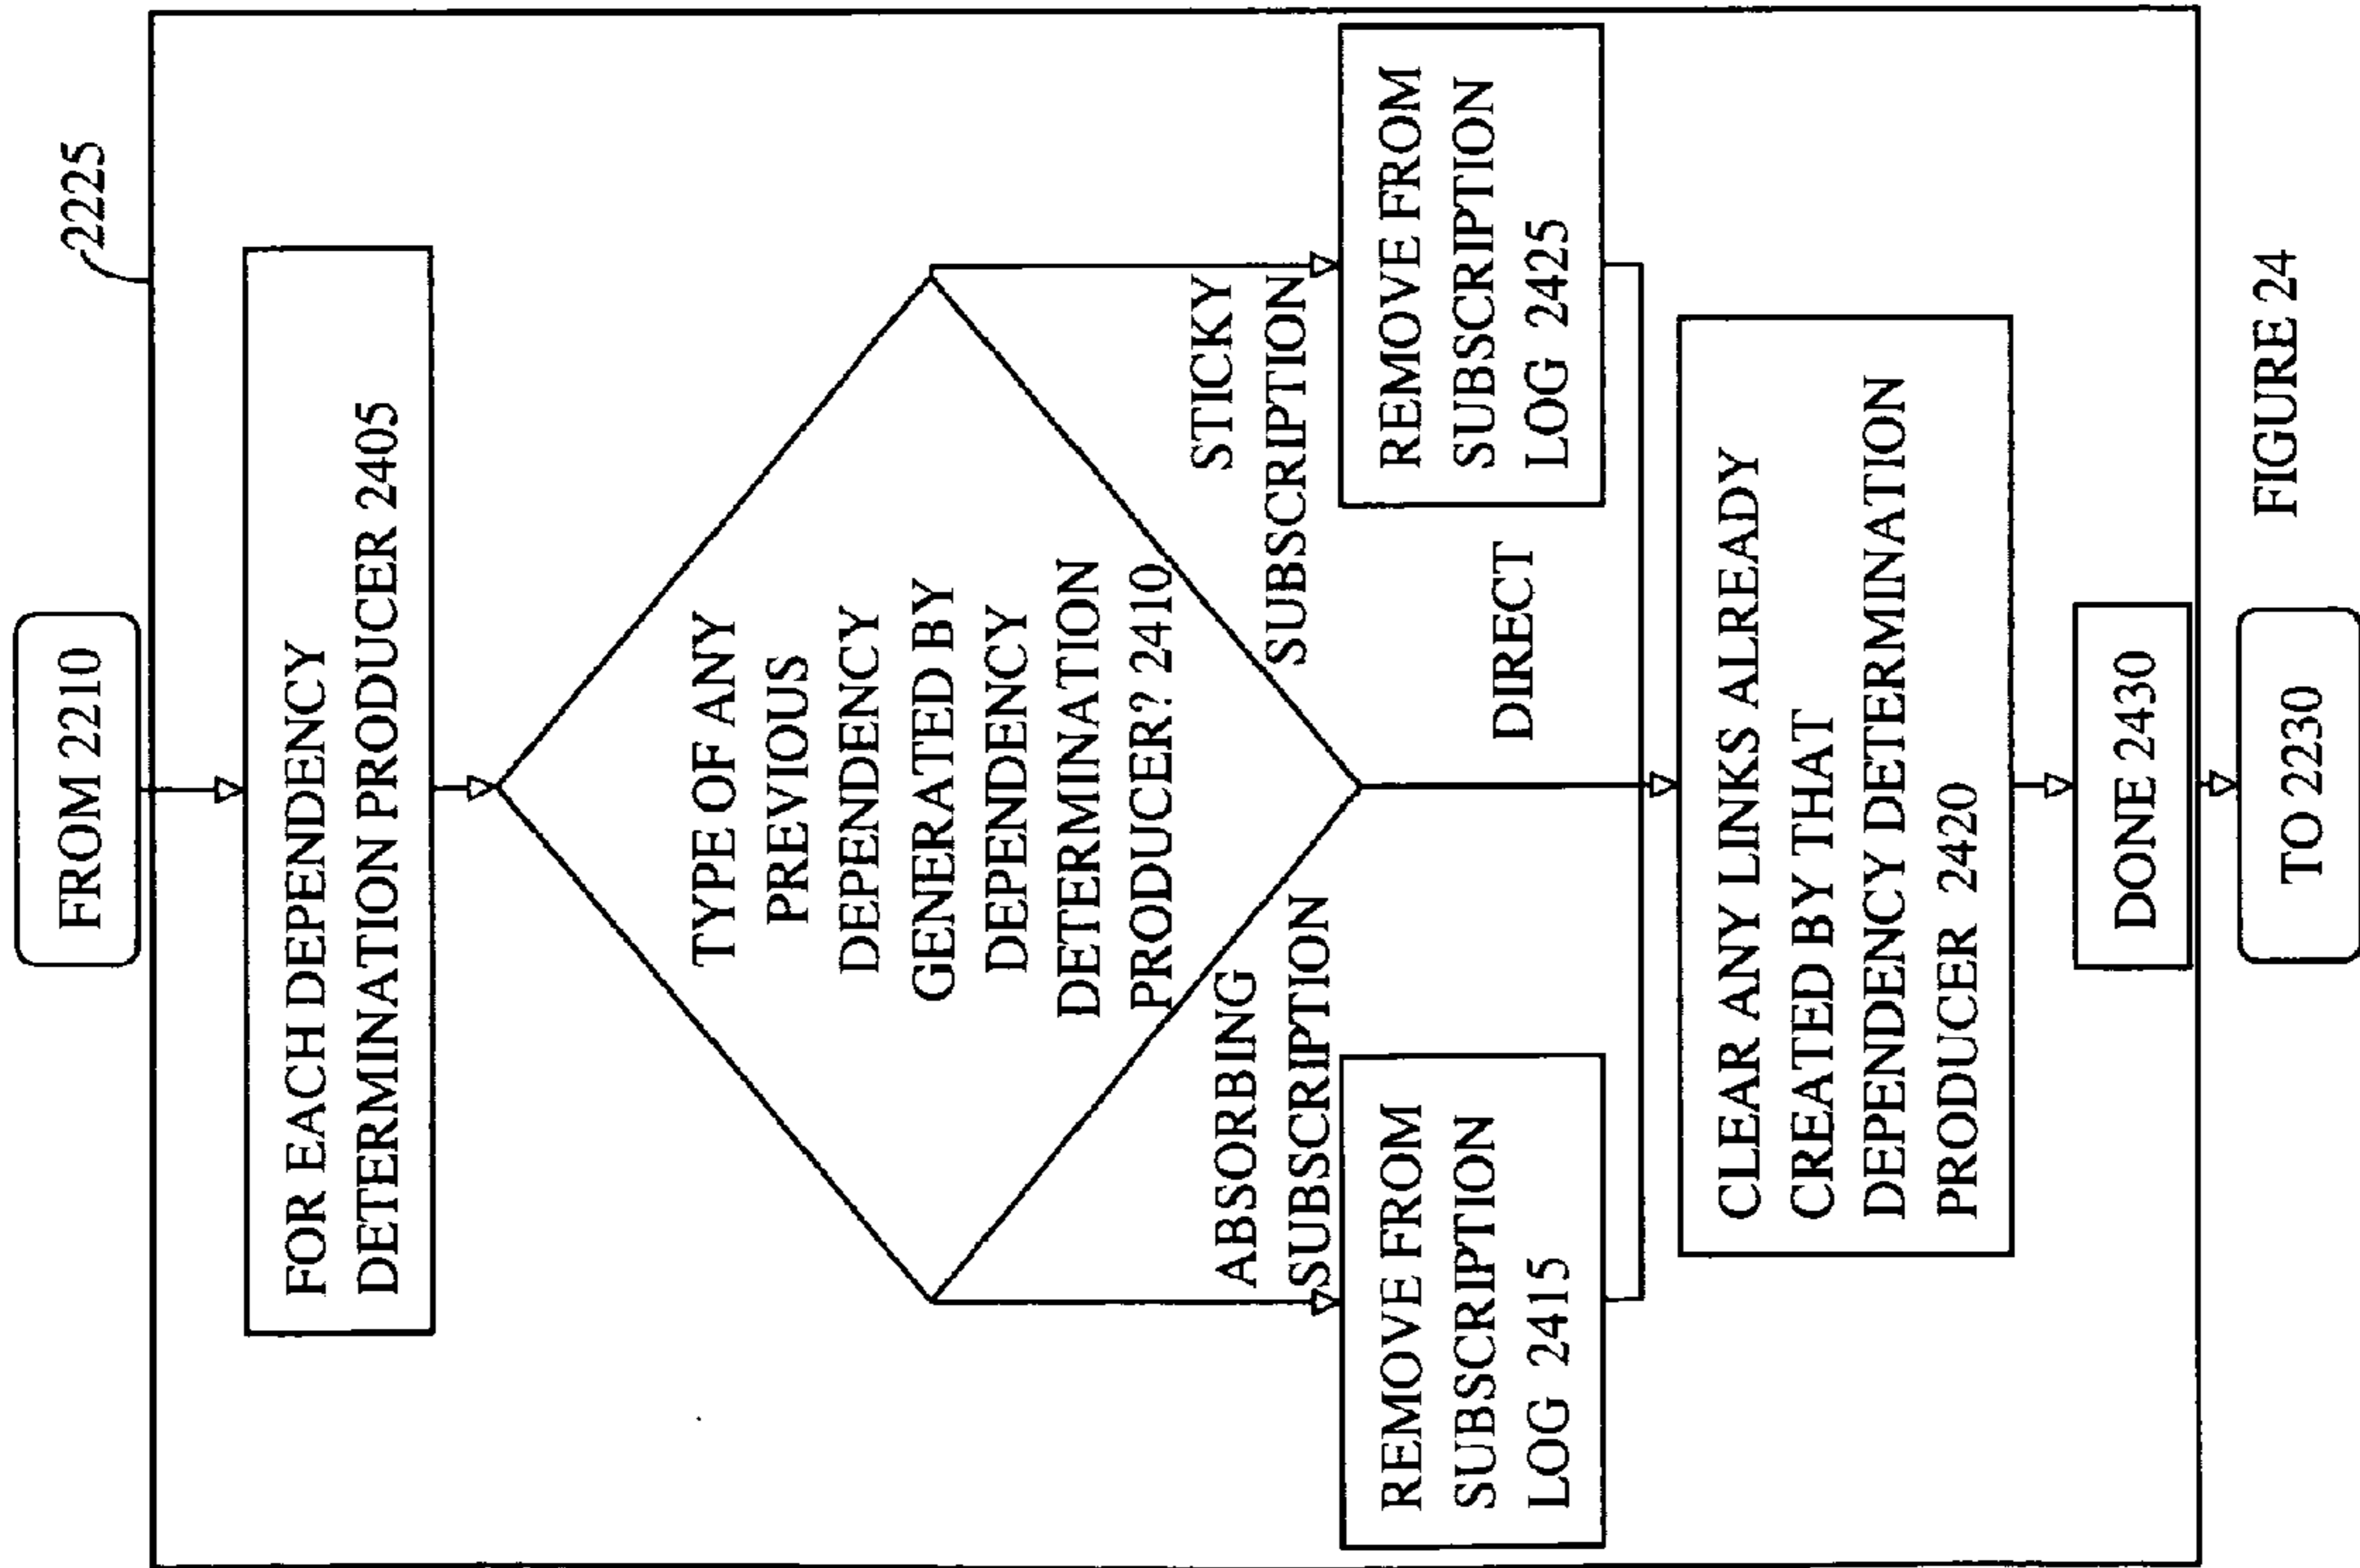 FROM 2210
2225
FOR EACH DEPENDENCY
DETERMINATION PRODUCER 2405
TYPE OF ANY
PREVIOUS
DEPENDENCY
GENERATED BY
DEPENDENCY
DETERMINATION
PRODUCER? 2410
ABSORBING
SUBSCRIPTION
STICKY
SUBSCRIPTION
REMOVE FROM
SUBSCRIPTION
LOG 2415
DIRECT
REMOVE FROM
SUBSCRIPTION
LOG 2425
CLEAR ANY LINKS ALREADY
CREATED BY THAT
DEPENDENCY DETERMINATION
PRODUCER 2420
DONE 2430
TO 2230
FIGURE 24